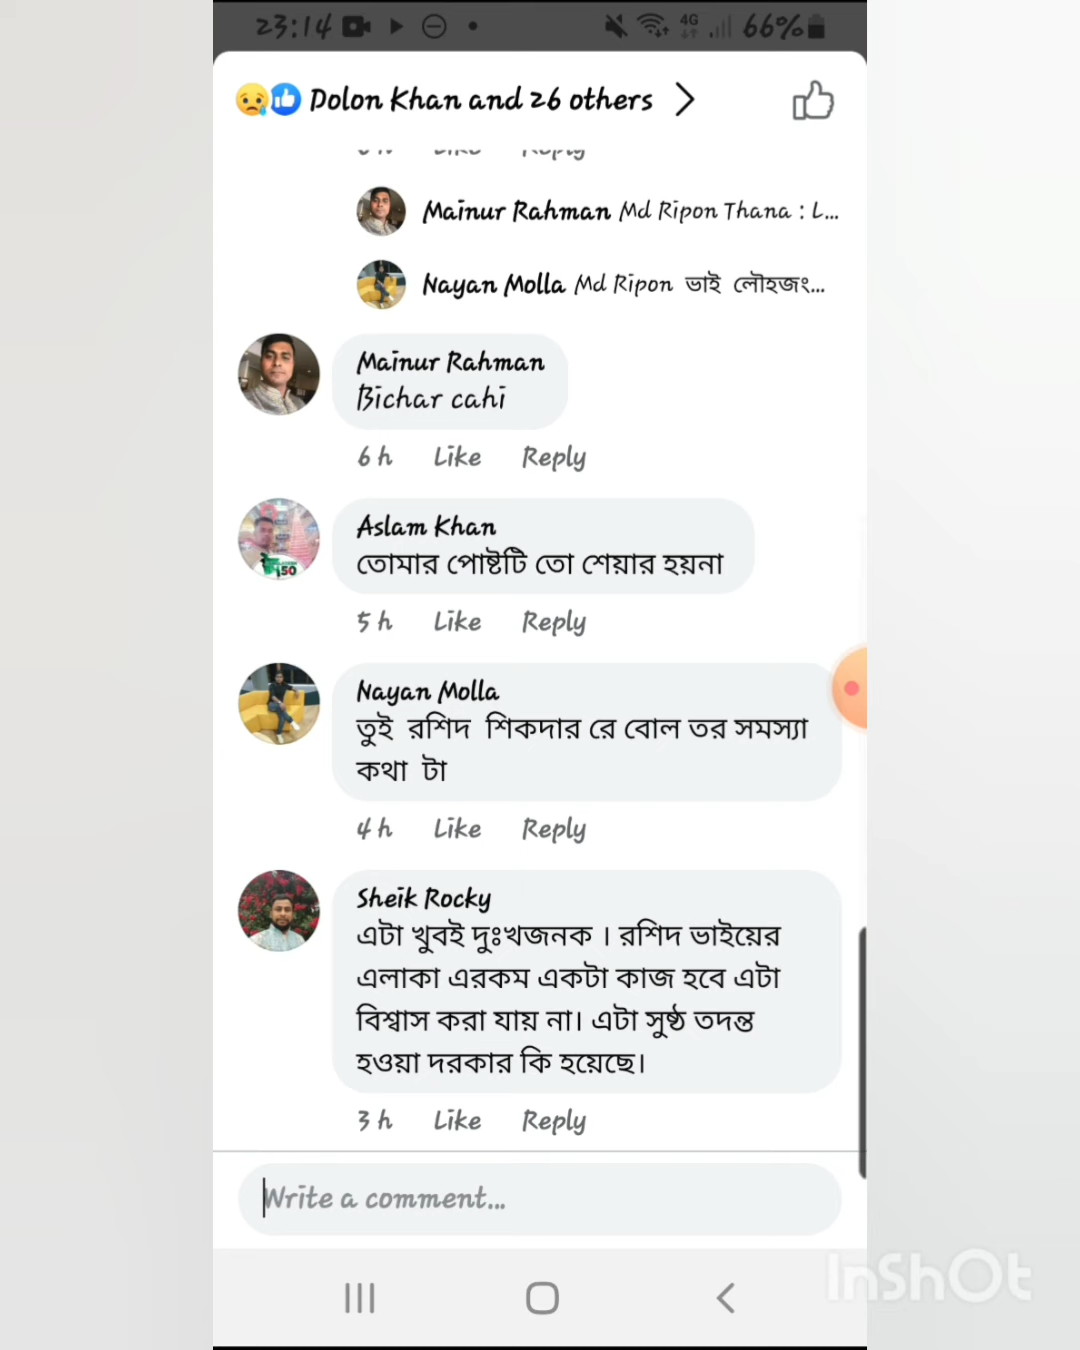 23:14 4G 66%
Dolon Khan and 26 others
Reply
Mainur Rahman Md Ripon Thana : L...
Nayan Molla Md Ripon ভাই লৌহজং...
Mainur Rahman
Bichar cahi
6 h Like Reply
Aslam Khan
তোমার পোষ্টটি তো শেয়ার হয়না
50
5 h Like Reply
Nayan Molla
তুই রশিদ শিকদার রে বোল তর সমস্যা
কথা টা
4 h Like Reply
Sheik Rocky
এটা খুবই দুঃখজনক । রশিদ ভাইয়ের
এলাকা এরকম একটা কাজ হবে এটা
বিশ্বাস করা যায় না। এটা সুষ্ঠ তদন্ত
হওয়া দরকার কি হয়েছে।
3 h Like Reply
Write a comment...
InShOt